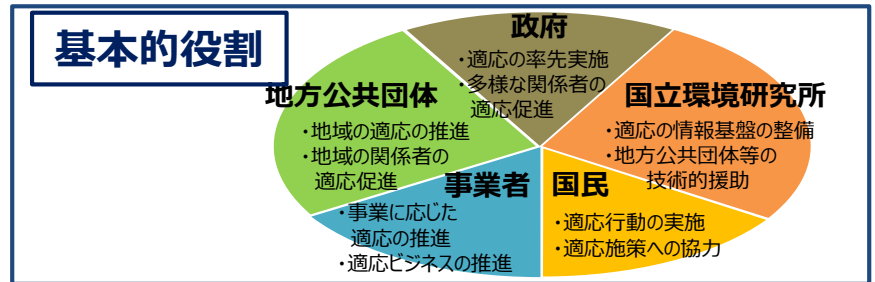 基本的役割
政府
・適応の率先実施
・多様な関係者の
適応促進
地方公共団体
・地域の適応の推進
・地域の関係者の
適応促進
国立環境研究所
・適応の情報基盤の整備
・地方公共団体等の
技術的援助
事業者
・事業に応じた
適応の推進
・適応ビジネスの推進
国民
・適応行動の実施
・適応施策への協力